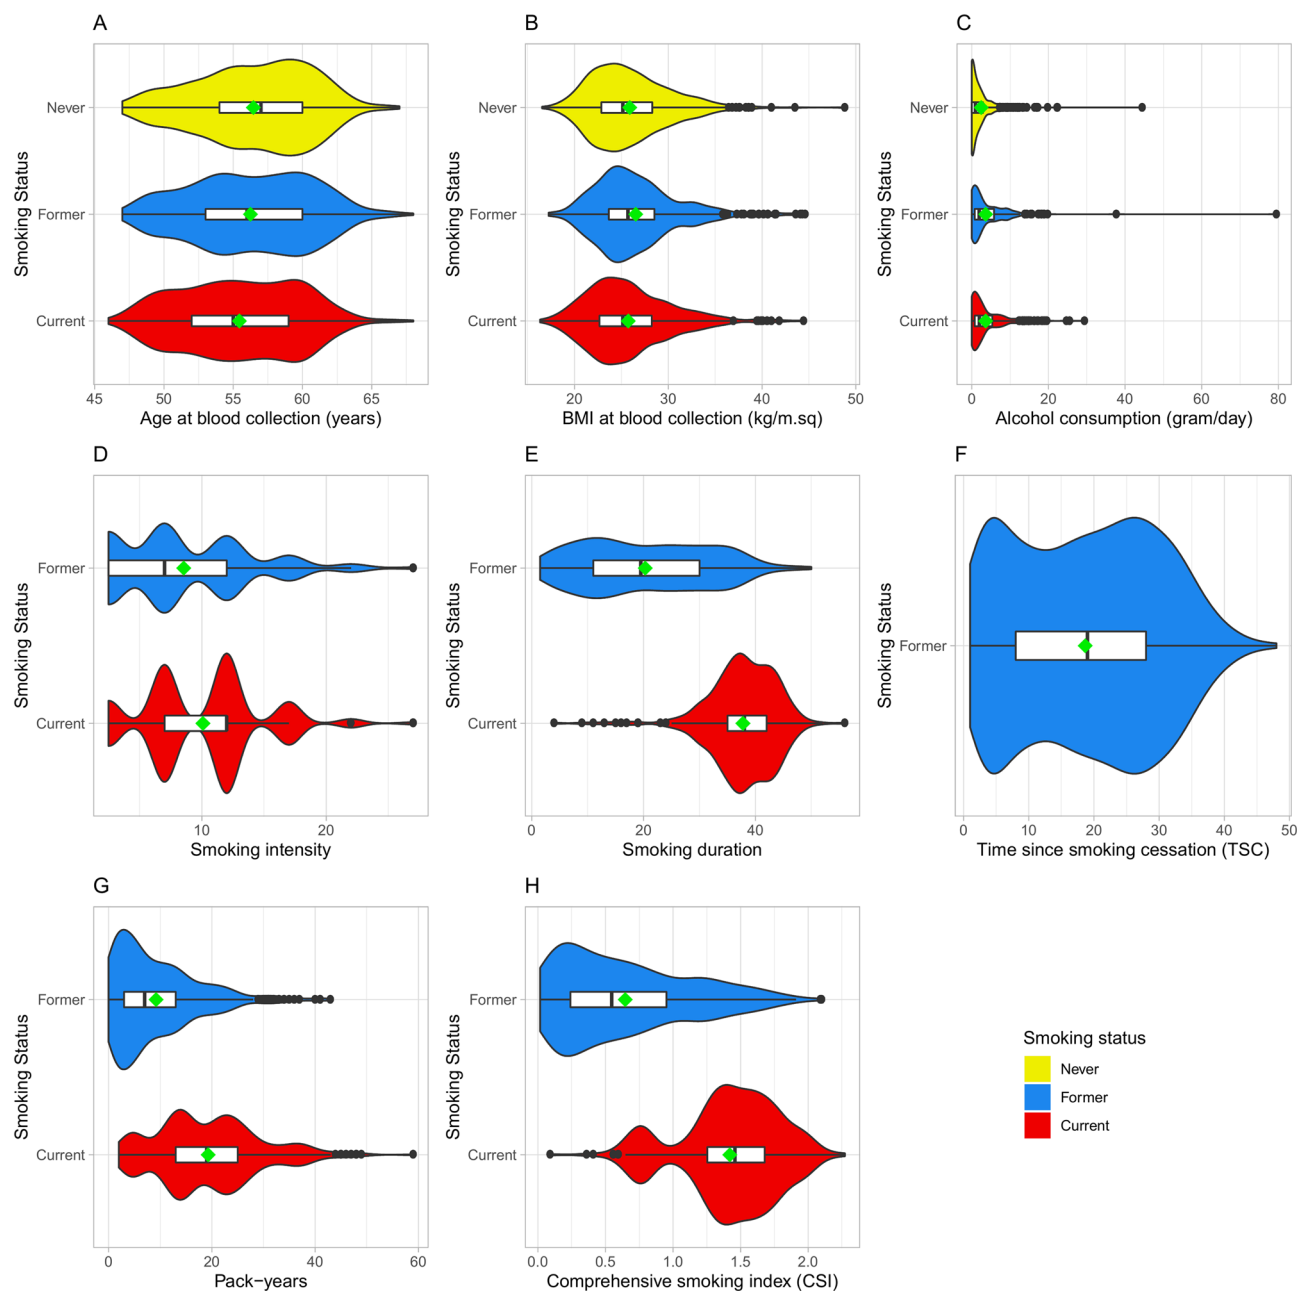 A
Smoking Status
Never
Former
Current
45 50 55 60 65
Age at blood collection (years)
B
Smoking Status
Never
Former
Current
20 30 40 50
BMI at blood collection (kg/m.sq)
C
Smoking Status
Never
Former
Current
0 20 40 60 80
Alcohol consumption (gram/day)
D
Smoking Status
Former
Current
10 20
Smoking intensity
E
Smoking Status
Former
Current
0 20 40
Smoking duration
F
Smoking Status
Former
0 10 20 30 40 50
Time since smoking cessation (TSC)
G
Smoking Status
Former
Current
0 20 40 60
Pack−years
H
Smoking Status
Former
Current
0.0 0.5 1.0 1.5 2.0
Comprehensive smoking index (CSI)
Smoking status
Never
Former
Current